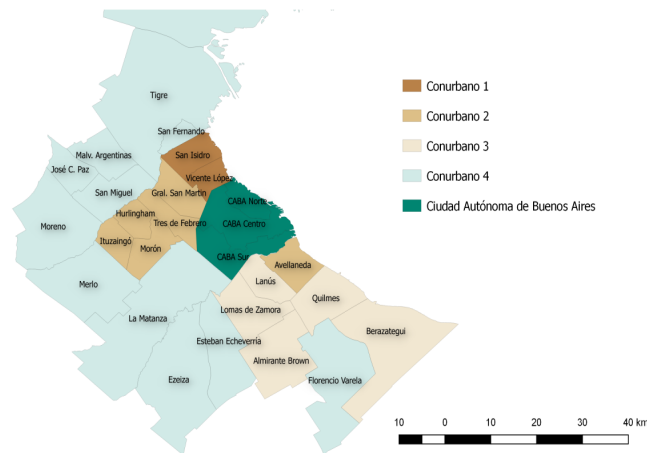 Tigre
San Fernando
San Isidro
Malv. Argentinas
José C. Paz
Vicente López
San Miguel
Gral. San Martin
CABA Norte
Hurlingham
Tres de Febrero
CABA Centro
Moreno
Ituzaingó
Morón
CABA Sur
Avellaneda
Merlo
Lanús
Quilmes
La Matanza
Lomas de Zamora
Berazategui
Esteban Echeverría
Almirante Brown
Ezeiza
Florencio Varela
Conurbano 1
Conurbano 2
Conurbano 3
Conurbano 4
Ciudad Autónoma de Buenos Aires
10 0 10 20 30 40 km